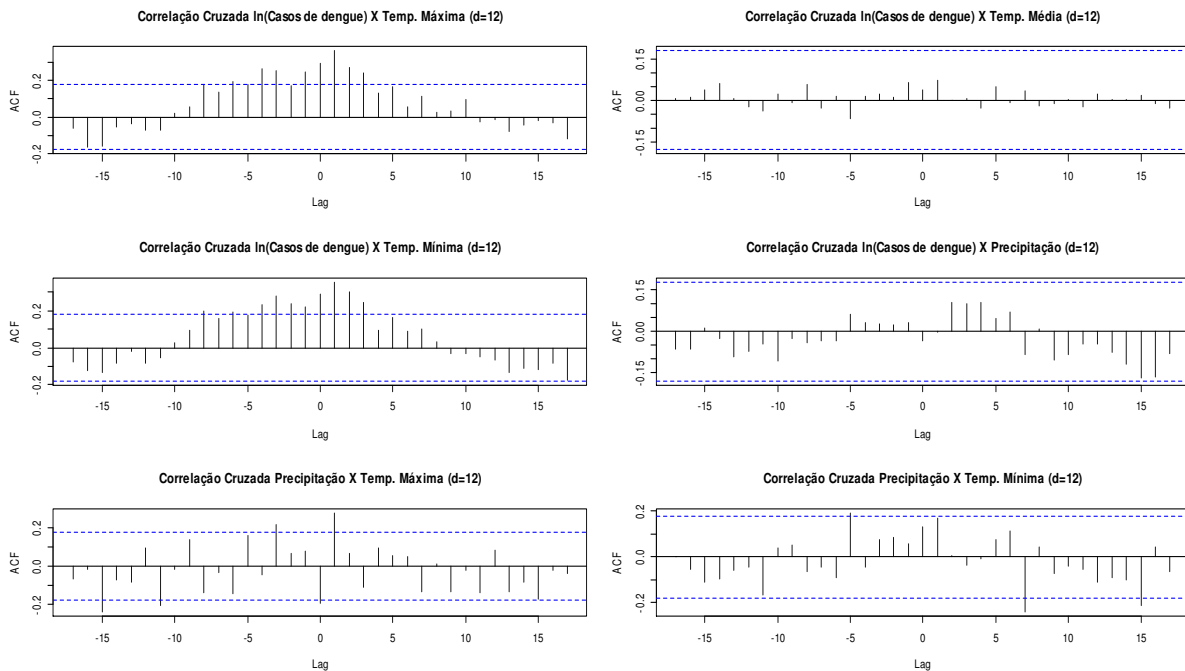 Correlação Cruzada ln(Casos de dengue) X Temp. Máxima (d=12)
ACF
-0.2 0.0 0.2
-15 -10 -5 0 5 10 15
Lag
Correlação Cruzada ln(Casos de dengue) X Temp. Média (d=12)
ACF
-0.15 0.00 0.15
-15 -10 -5 0 5 10 15
Lag
Correlação Cruzada ln(Casos de dengue) X Temp. Mínima (d=12)
ACF
-0.2 0.0 0.2
-15 -10 -5 0 5 10 15
Lag
Correlação Cruzada ln(Casos de dengue) X Precipitação (d=12)
ACF
-0.15 0.00 0.15
-15 -10 -5 0 5 10 15
Lag
Correlação Cruzada Precipitação X Temp. Máxima (d=12)
ACF
-0.2 0.0 0.2
-15 -10 -5 0 5 10 15
Lag
Correlação Cruzada Precipitação X Temp. Mínima (d=12)
ACF
-0.2 0.0 0.2
-15 -10 -5 0 5 10 15
Lag